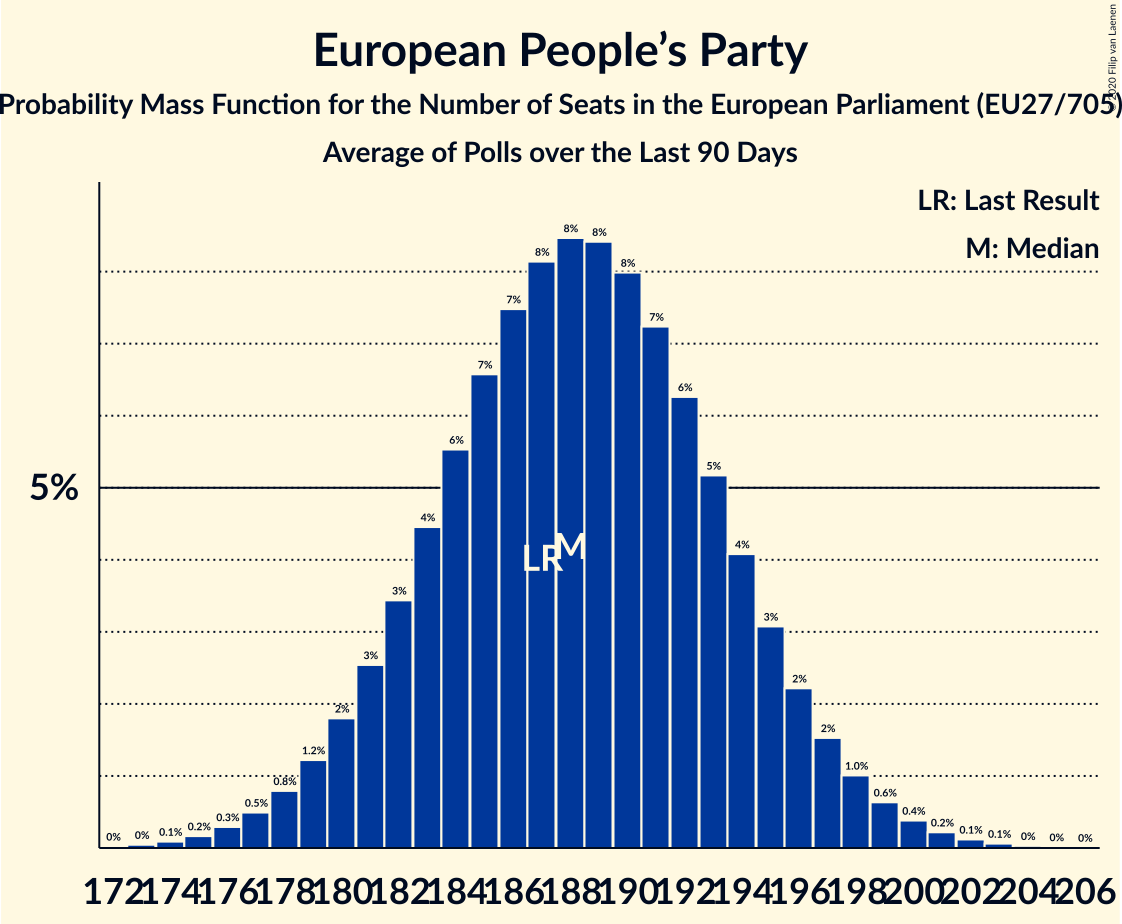 European People’s Party
Probability Mass Function for the Number of Seats in the European Parliament (EU27/705)
Average of Polls over the Last 90 Days
© 2020 Filip van Laenen
LR: Last Result
M: Median
5%
0% 0% 0.1% 0.2% 0.3% 0.5% 0.8% 1.2% 2% 3% 3% 4% 6% 7% 7% 8% 8% 8% 8% 7% 6% 5% 4% 3% 2% 2% 1.0% 0.6% 0.4% 0.2% 0.1% 0.1% 0% 0% 0%
LR M
172 174 176 178 180 182 184 186 188 190 192 194 196 198 200 202 204 206